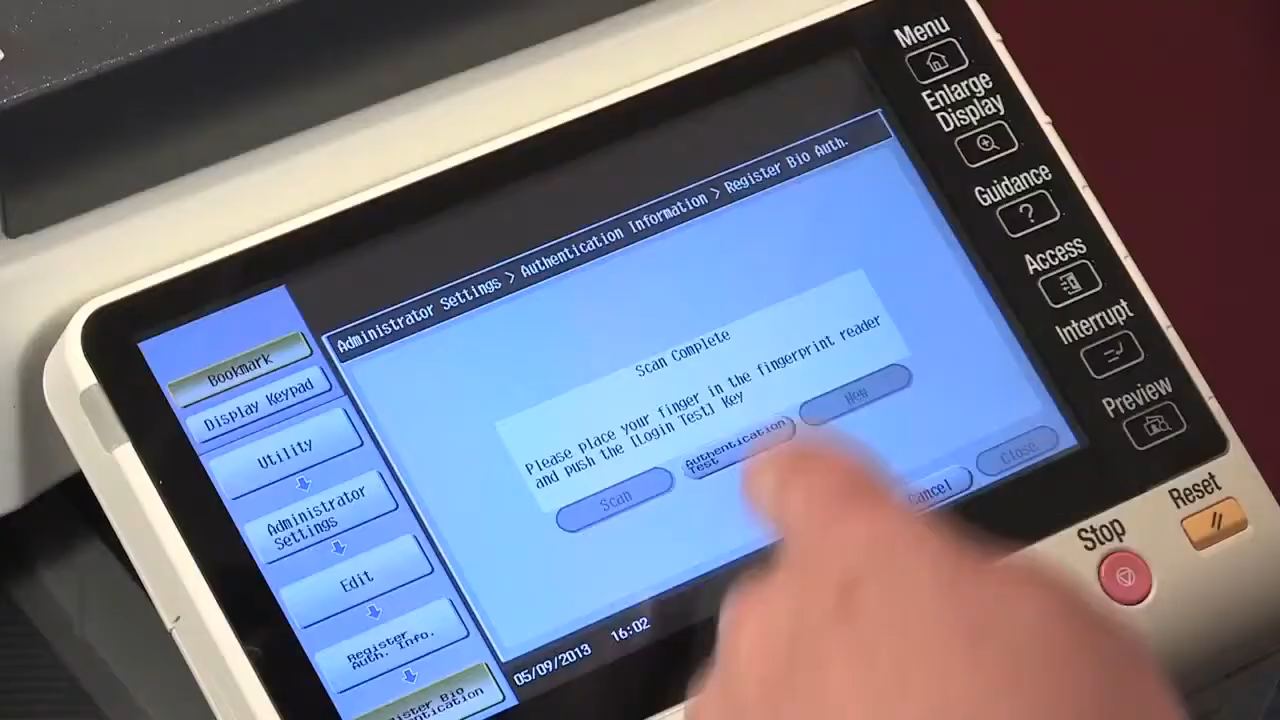 Menu
Enlarge
Display
Guidance
Access
Interrupt
Preview
Reset
Stop
Administrator Settings > Authentication Information > Register Bio Auth.
Bookmark
Display Keypad
Utility
Administrator
Settings
Edit
Register
Auth. Info.
Bio
Scan Complete
Please place your finger in the fingerprint reader
and push the [Login Test] Key
Scan
Authentication
Test
New
Cancel
Close
05/09/2013
16:02